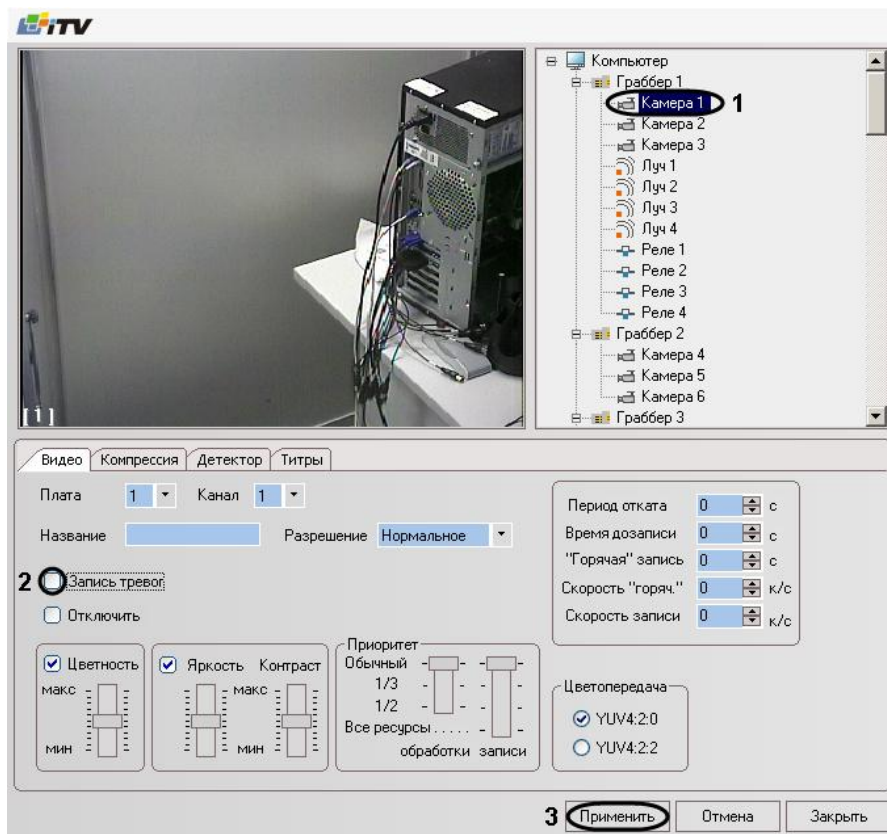 iTV
[1]
Компьютер
Граббер 1
Камера 1 1
Камера 2
Камера 3
Луч 1
Луч 2
Луч 3
Луч 4
Реле 1
Реле 2
Реле 3
Реле 4
Граббер 2
Камера 4
Камера 5
Камера 6
Граббер 3
Видео Компрессия Детектор Титры
Плата 1 Канал 1
Название Разрешение Нормальное
2 Запись тревог
Отключить
Цветность
макс
мин
Яркость Контраст
макс
мин
Приоритет
Обычный
1/3
1/2
Все ресурсы.....
обработки записи
Период отката 0 с
Время дозаписи 0 с
"Горячая" запись 0 с
Скорость "горяч." 0 к/с
Скорость записи 0 к/с
Цветопередача
YUV4:2:0
YUV4:2:2
3 Применить Отмена Закрыть